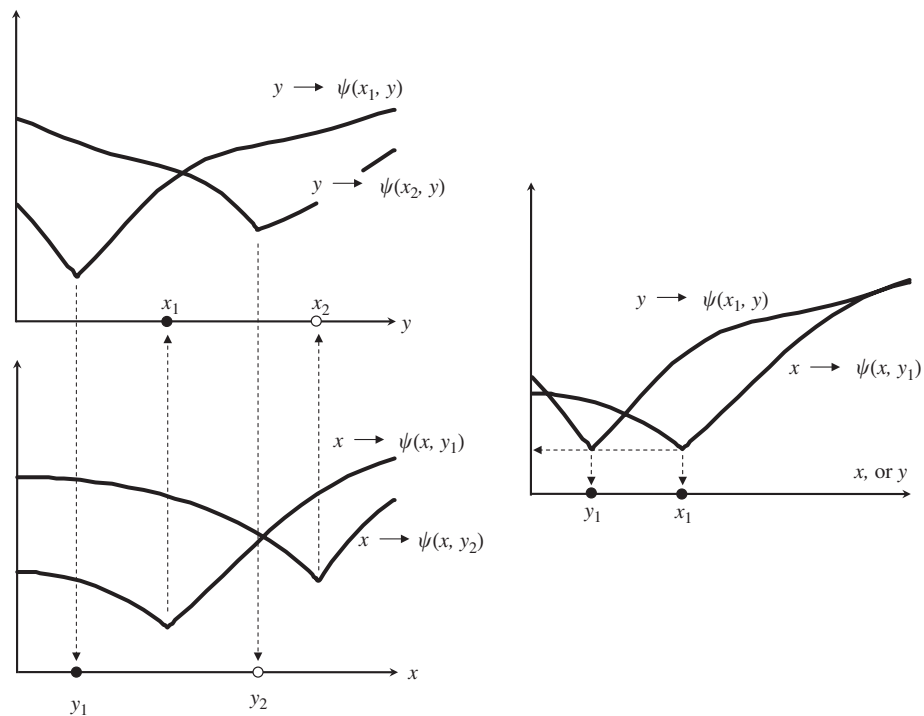 y → ψ(x₁, y)
y → ψ(x₂, y)
x₁
x₂
y
x → ψ(x, y₁)
x → ψ(x, y₂)
x
y₁
y₂
y → ψ(x₁, y)
x → ψ(x, y₁)
x, or y
y₁
x₁